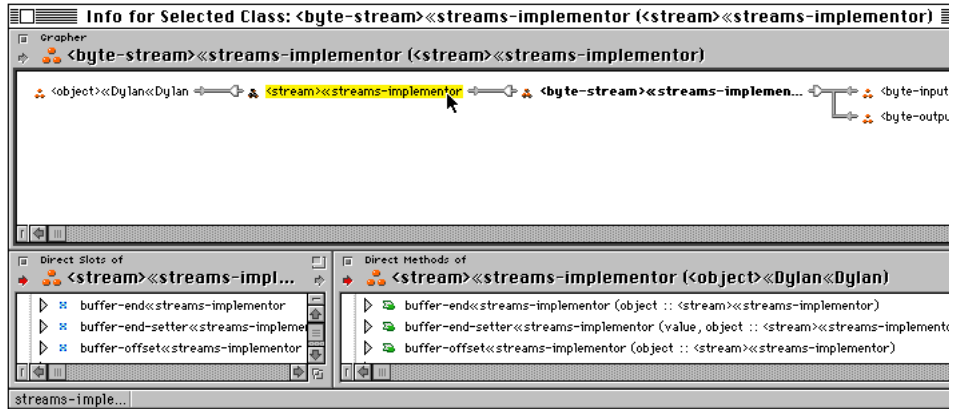 Info for Selected Class: <byte-stream>«streams-implementor (<stream>«streams-implementor)
Grapher
<byte-stream>«streams-implementor (<stream>«streams-implementor)
<object>«Dylan«Dylan <stream>«streams-implementor <byte-stream>«streams-implemen... <byte-input
<byte-outpu
Direct Slots of
<stream>«streams-impl...
buffer-end«streams-implementor
buffer-end-setter«streams-implemen
buffer-offset«streams-implementor
Direct Methods of
<stream>«streams-implementor (<object>«Dylan«Dylan)
buffer-end«streams-implementor (object :: <stream>«streams-implementor)
buffer-end-setter«streams-implementor (value, object :: <stream>«streams-implemento
buffer-offset«streams-implementor (object :: <stream>«streams-implementor)
streams-imple...